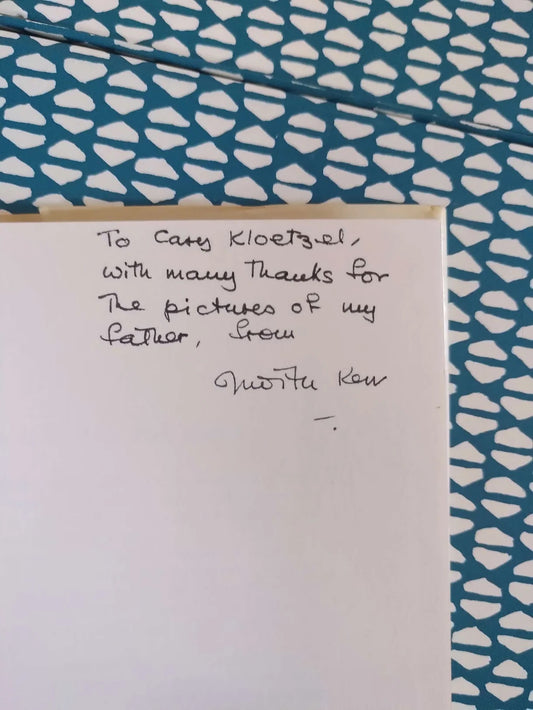 To Cary Kloetzel,
with many thanks for
the pictures of my
father, from
Judith Kerr